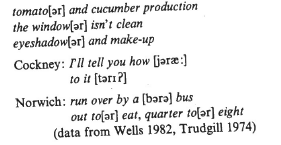 tomato[ər] and cucumber production
the window[ər] isn't clean
eyeshadow[ər] and make-up
Cockney: I'll tell you how [jəræ:]
to it [tərɪʔ]
Norwich: run over by a [bərə] bus
out to[ər] eat, quarter to[ər] eight
(data from Wells 1982, Trudgill 1974)